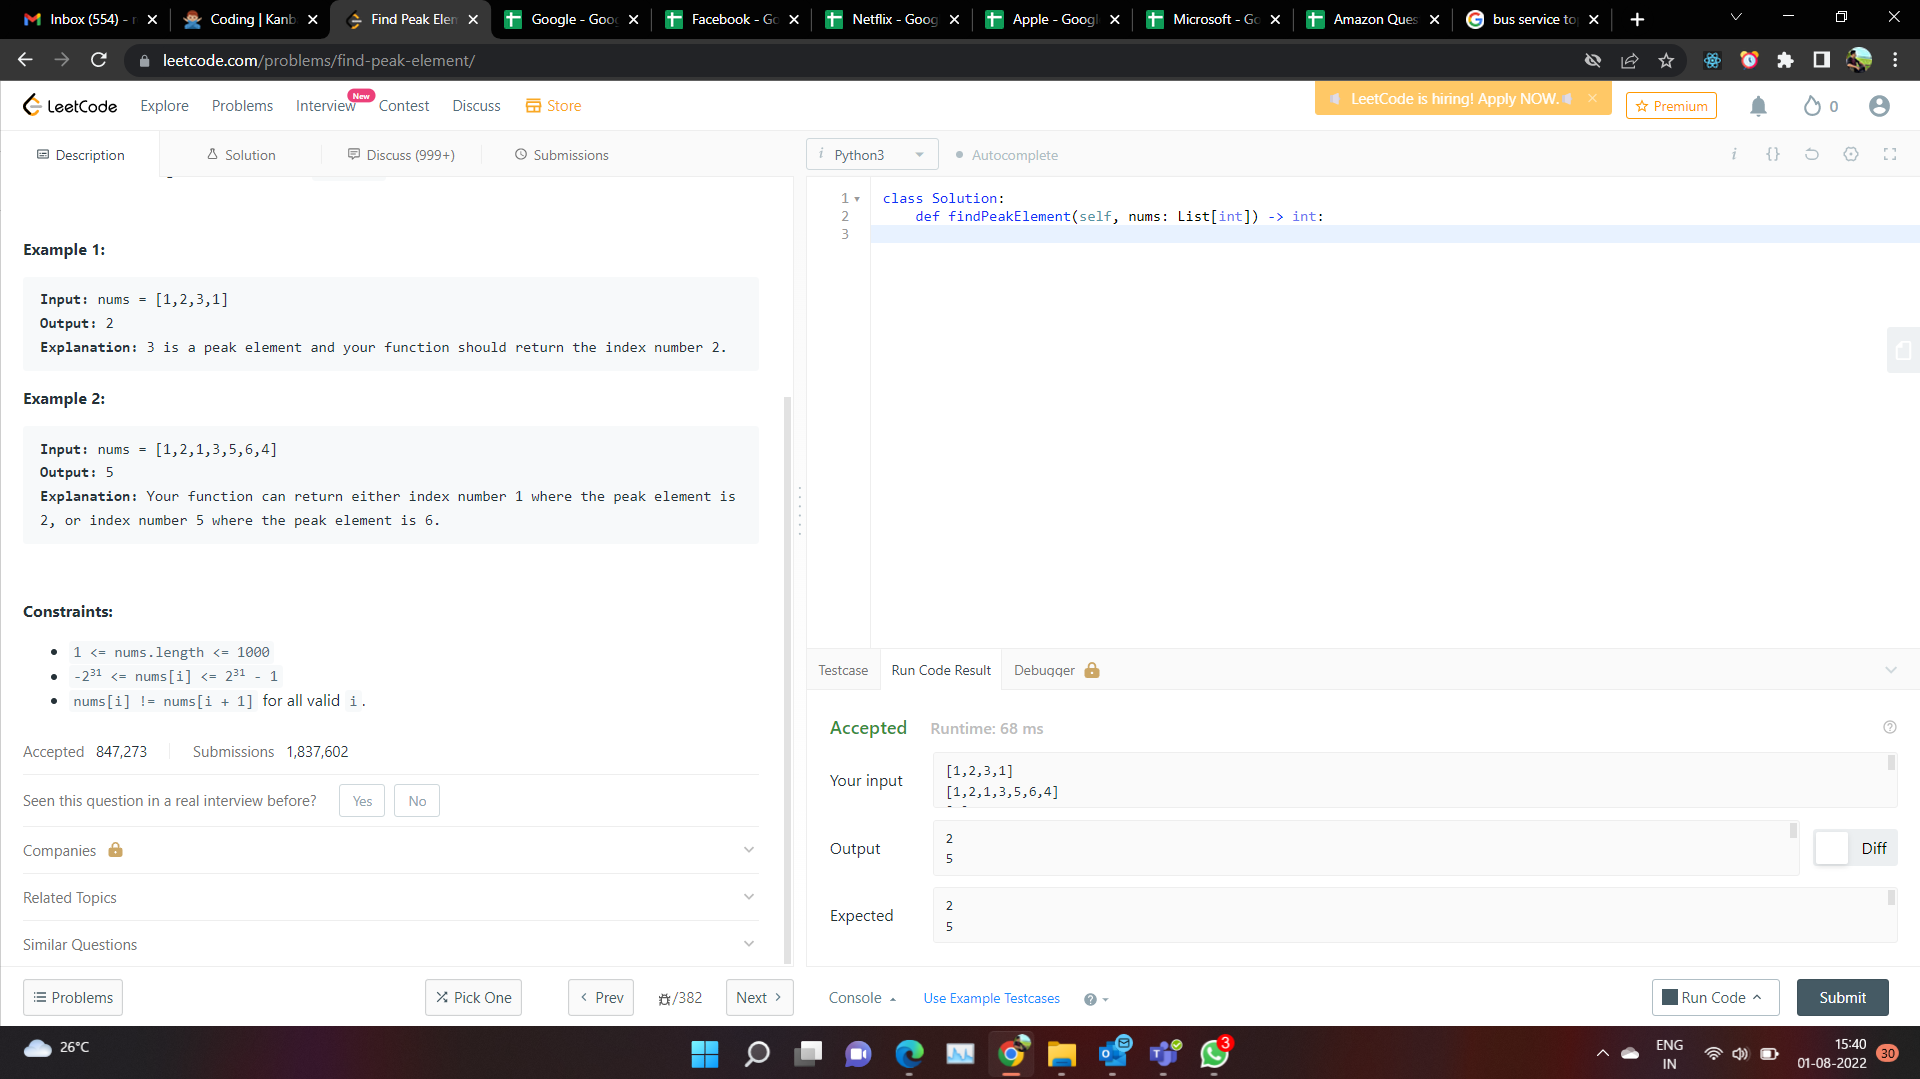 Inbox (554) - r
Coding | Kanb
Find Peak Elem
Google - Goog
Facebook - Go
Netflix - Goog
Apple - Googl
Microsoft - Go
Amazon Ques
bus service to
leetcode.com/problems/find-peak-element/
LeetCode
Explore
Problems
Interview
New
Contest
Discuss
Store
LeetCode is hiring! Apply NOW.
Premium
0
Description
Solution
Discuss (999+)
Submissions
i Python3
Autocomplete
Example 1:
Input: nums = [1,2,3,1]
Output: 2
Explanation: 3 is a peak element and your function should return the index number 2.
Example 2:
Input: nums = [1,2,1,3,5,6,4]
Output: 5
Explanation: Your function can return either index number 1 where the peak element is
2, or index number 5 where the peak element is 6.
Constraints:
1 <= nums.length <= 1000
-2³¹ <= nums[i] <= 2³¹ - 1
nums[i] != nums[i + 1] for all valid i.
Accepted 847,273
Submissions 1,837,602
Seen this question in a real interview before?
Yes
No
Companies
Related Topics
Similar Questions
Problems
Pick One
Prev
/382
Next
1 class Solution:
2 def findPeakElement(self, nums: List[int]) -> int:
3
Testcase
Run Code Result
Debugger
Accepted
Runtime: 68 ms
Your input
[1,2,3,1]
[1,2,1,3,5,6,4]
Output
2
5
Diff
Expected
2
5
Console
Use Example Testcases
Run Code
Submit
26°C
3
ENG
IN
15:40
01-08-2022
30